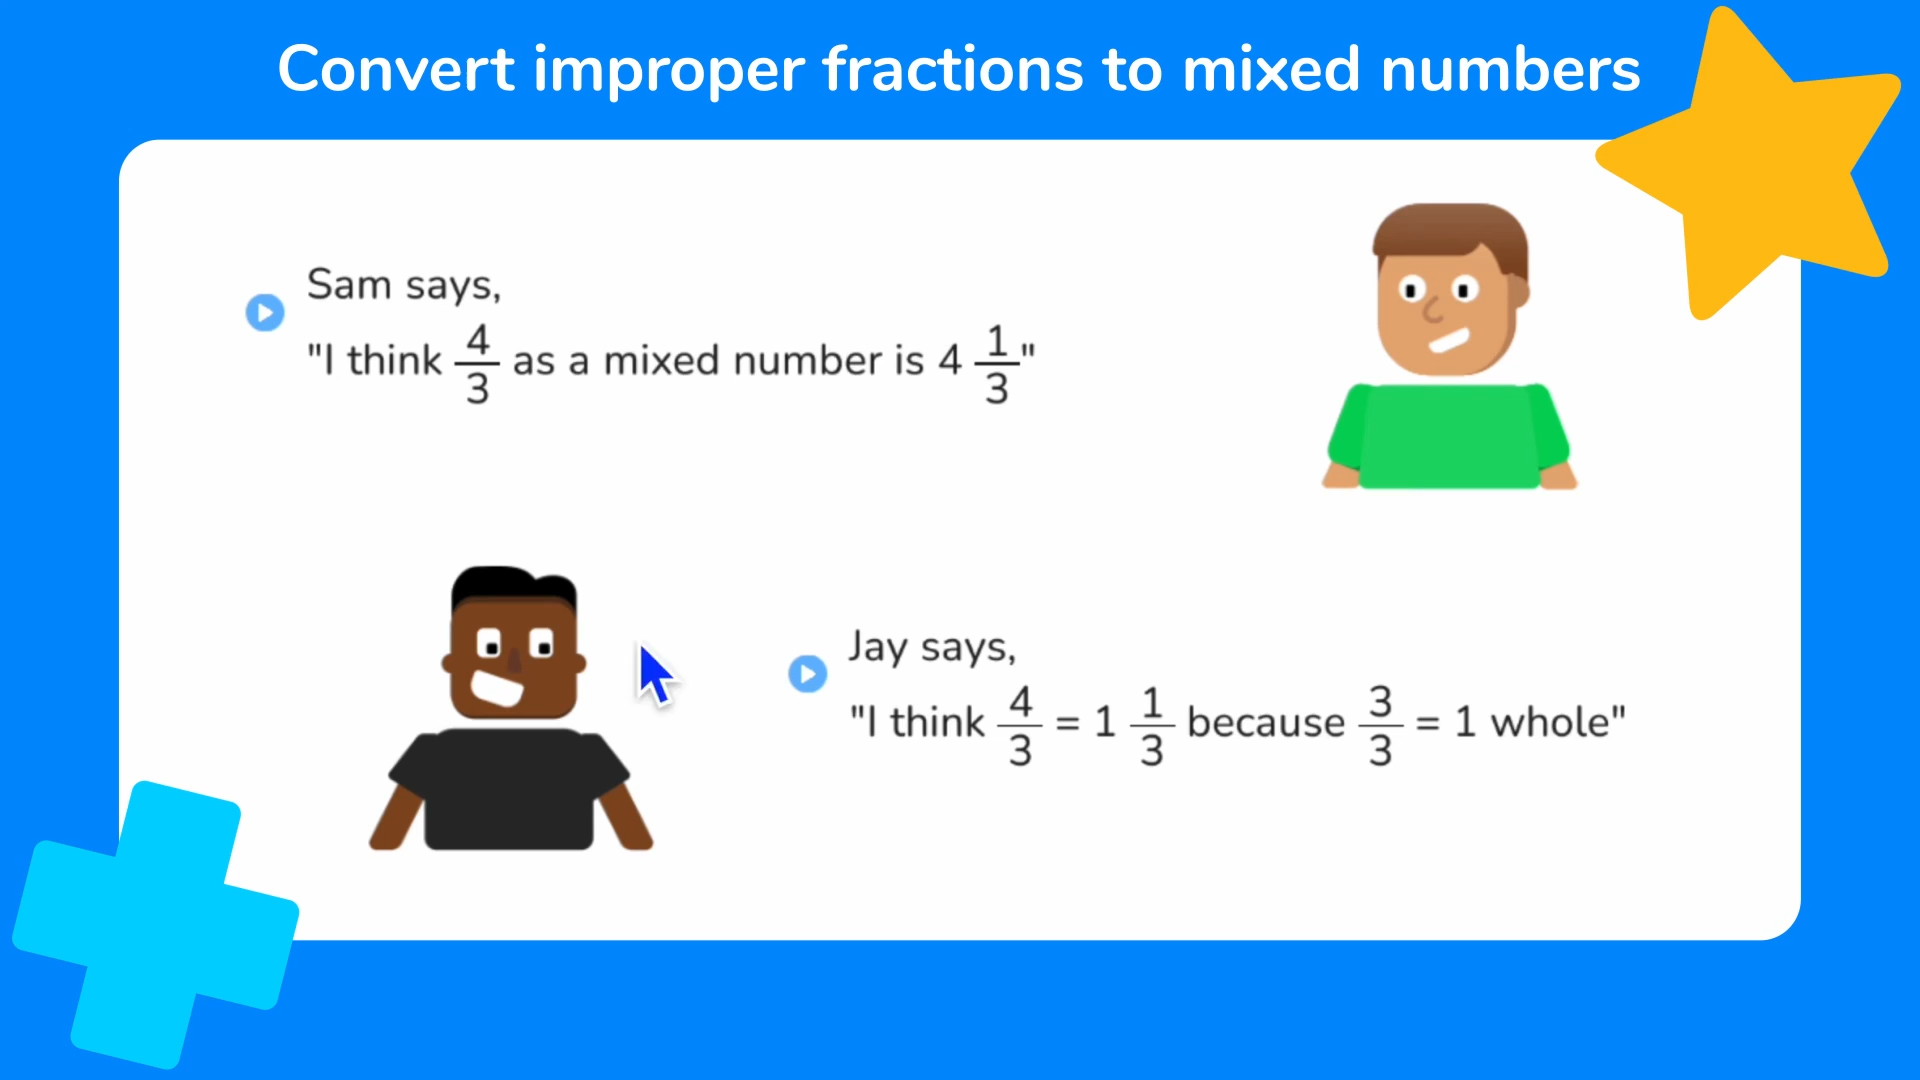 Convert improper fractions to mixed numbers
Sam says,
"I think 4/3 as a mixed number is 4 1/3"
Jay says,
"I think 4/3 = 1 1/3 because 3/3 = 1 whole"